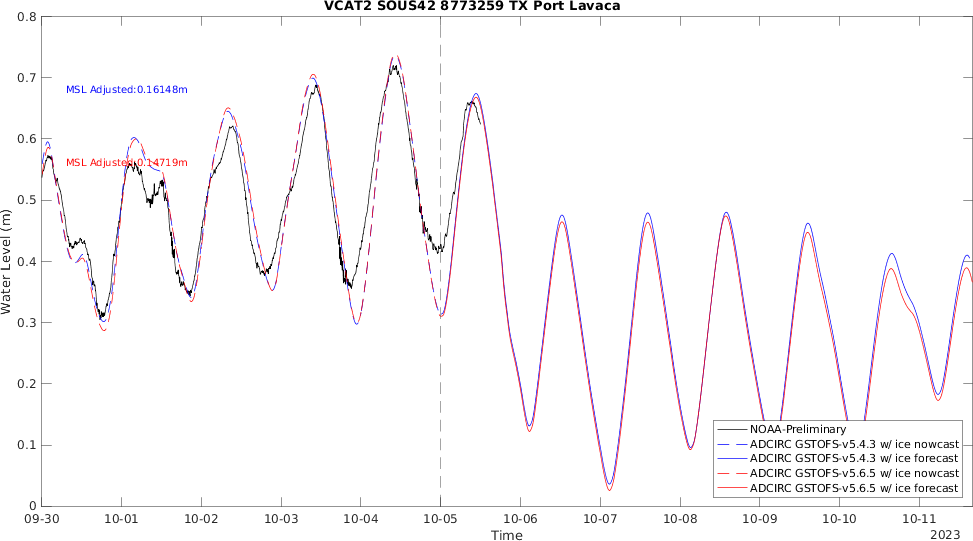 VCAT2 SOUS42 8773259 TX Port Lavaca
0.8
0.7
0.6
0.5
0.4
0.3
0.2
0.1
0
Water Level (m)
MSL Adjusted:0.16148m
MSL Adjusted:0.14719m
NOAA-Preliminary
ADCIRC GSTOFS-v5.4.3 w/ ice nowcast
ADCIRC GSTOFS-v5.4.3 w/ ice forecast
ADCIRC GSTOFS-v5.6.5 w/ ice nowcast
ADCIRC GSTOFS-v5.6.5 w/ ice forecast
09-30 10-01 10-02 10-03 10-04 10-05 10-06 10-07 10-08 10-09 10-10 10-11
Time
2023